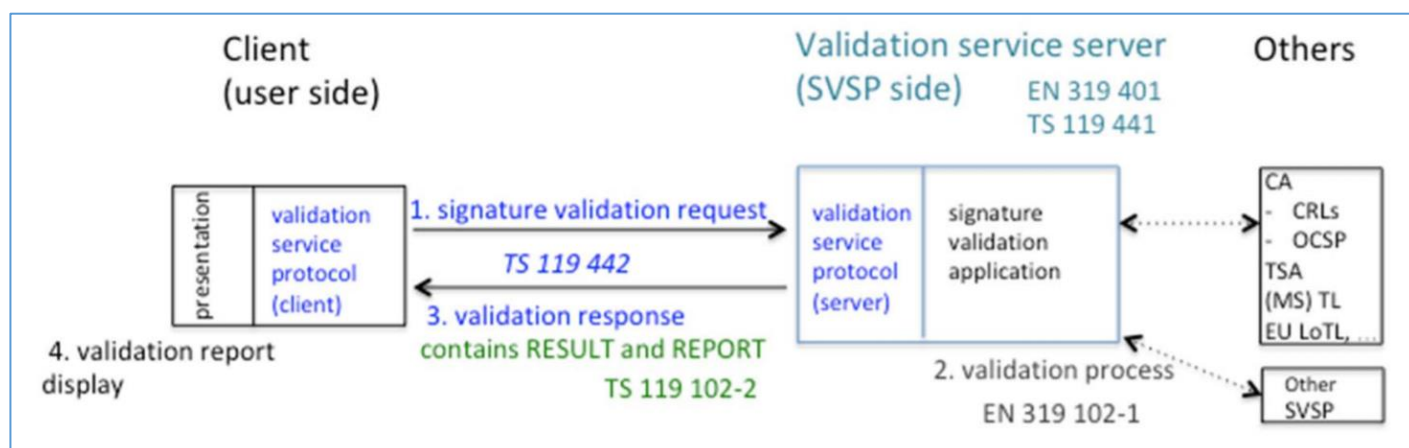 Client
(user side)
Validation service server
(SVSP side)
EN 319 401
TS 119 441
Others
presentation
validation
service
protocol
(client)
1. signature validation request
TS 119 442
3. validation response
contains RESULT and REPORT
TS 119 102-2
4. validation report
display
validation
service
protocol
(server)
signature
validation
application
2. validation process
EN 319 102-1
CA
- CRLs
- OCSP
TSA
(MS) TL
EU LoTL, ...
Other
SVSP